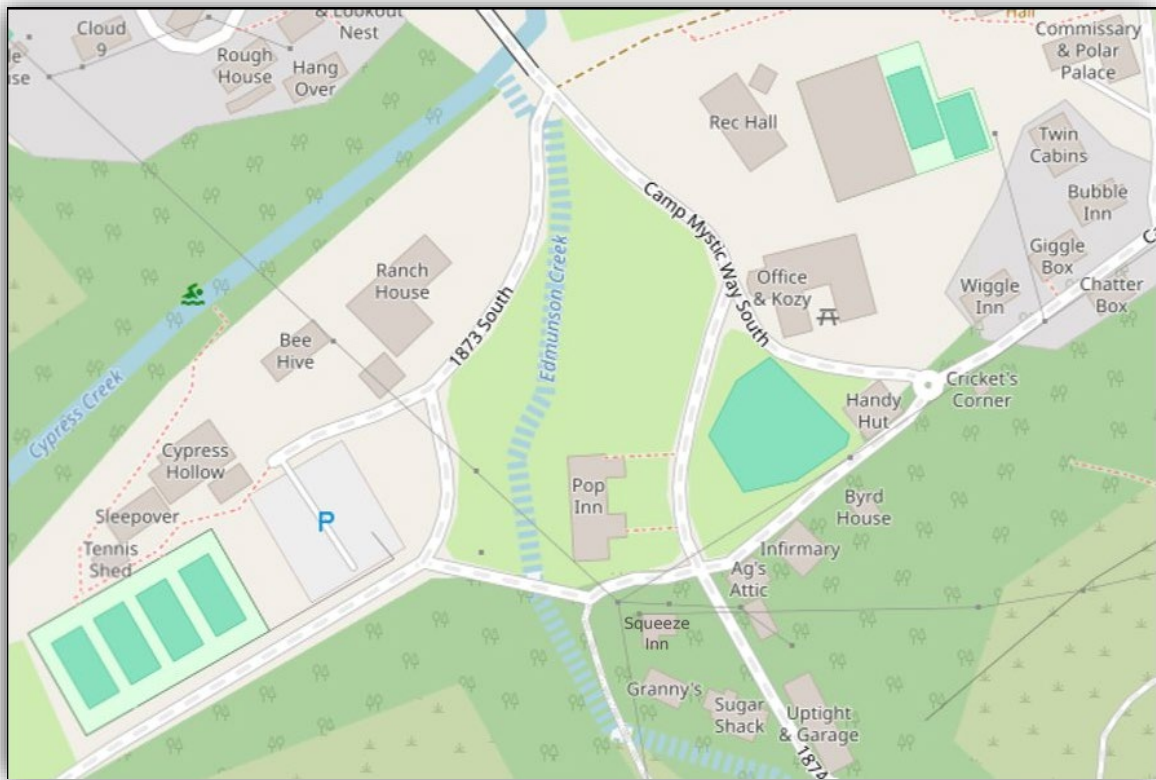 Cloud
9
& Lookout
Nest
Rough
House
Hang
Over
Hall
Commissary
& Polar
Palace
Rec Hall
Twin
Cabins
Bubble
Inn
Giggle
Box
Chatter
Box
Wiggle
Inn
Camp Mystic Way South
Office
& Kozy
Ranch
House
1873 South
Edmunson Creek
Bee
Hive
Cypress Creek
Cricket's
Corner
Handy
Hut
Cypress
Hollow
Sleepover
Tennis
Shed
P
Pop
Inn
Byrd
House
Infirmary
Ag's
Attic
Squeeze
Inn
Granny's
Sugar
Shack
Uptight
& Garage
1874